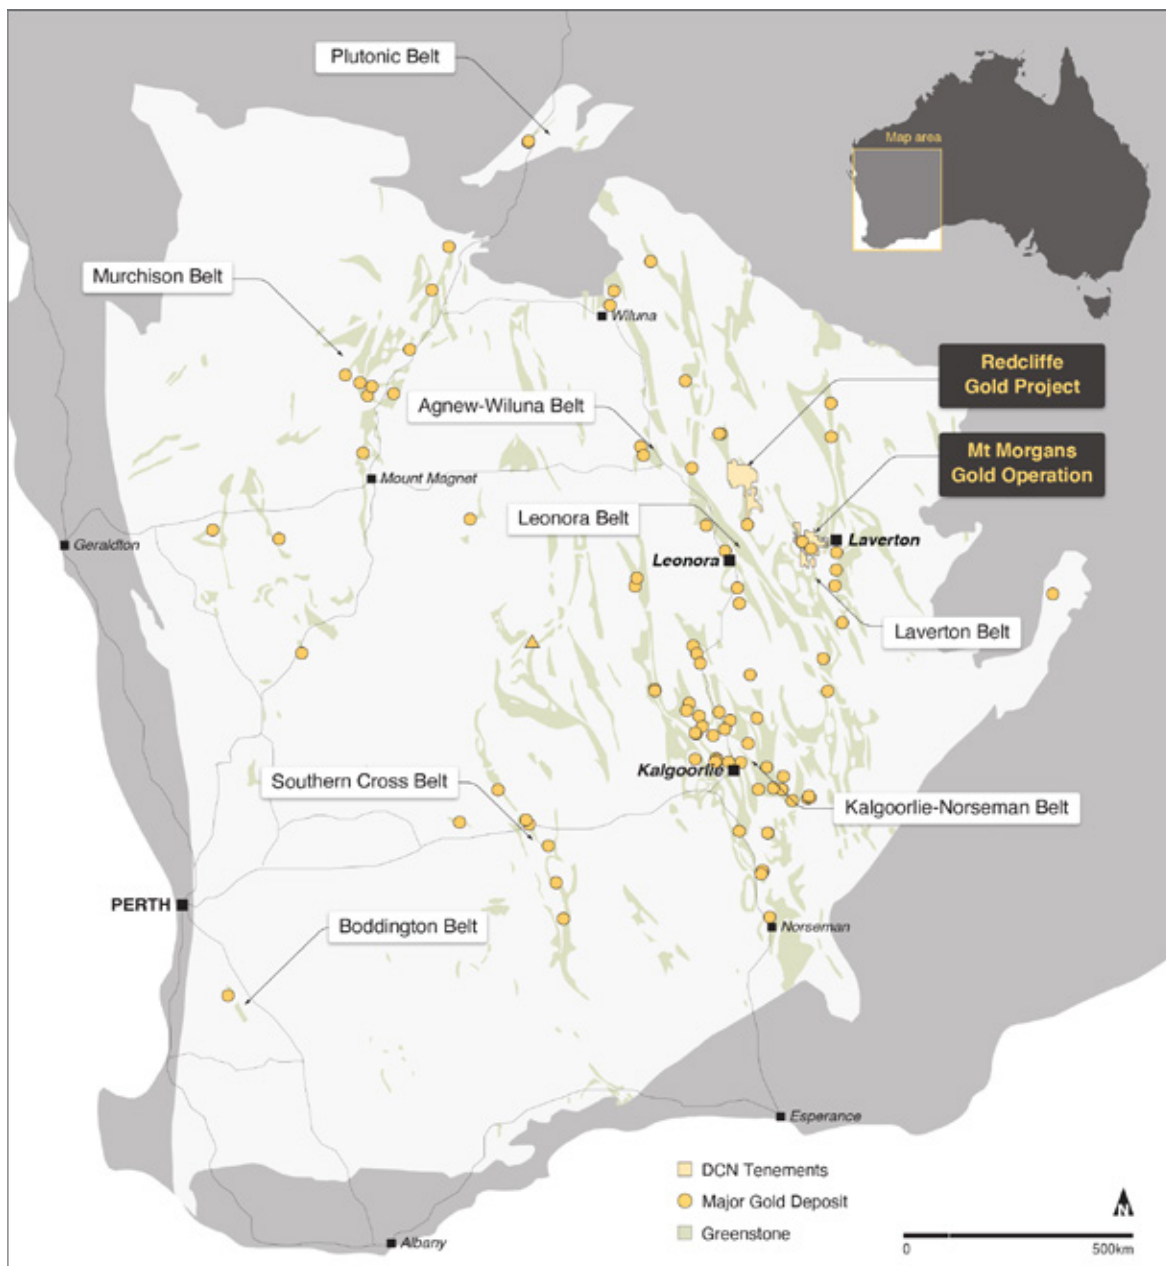 Plutonic Belt
Map area
Murchison Belt
Wiluna
Redcliffe
Gold Project
Agnew-Wiluna Belt
Mt Morgans
Gold Operation
Mount Magnet
Leonora Belt
Geraldton
Laverton
Leonora
Laverton Belt
Kalgoorlie
Southern Cross Belt
Kalgoorlie-Norseman Belt
PERTH
Boddington Belt
Norseman
Esperance
DCN Tenements
Major Gold Deposit
Greenstone
N
0 500km
Albany